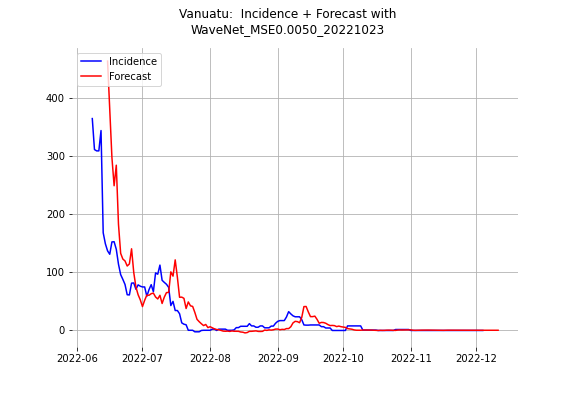 Vanuatu:  Incidence + Forecast with
WaveNet_MSE0.0050_20221023
Incidence
Forecast
400
300
200
100
0
2022-06 2022-07 2022-08 2022-09 2022-10 2022-11 2022-12